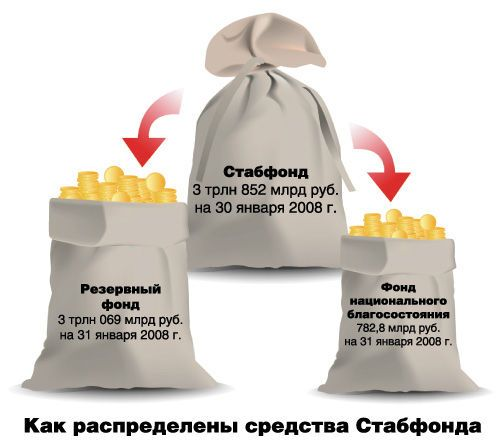 Стабфонд
3 трлн 852 млрд руб.
на 30 января 2008 г.
Резервный
фонд
3 трлн 069 млрд руб.
на 31 января 2008 г.
Фонд
национального
благосостояния
782,8 млрд руб.
на 31 января 2008 г.
Как распределены средства Стабфонда